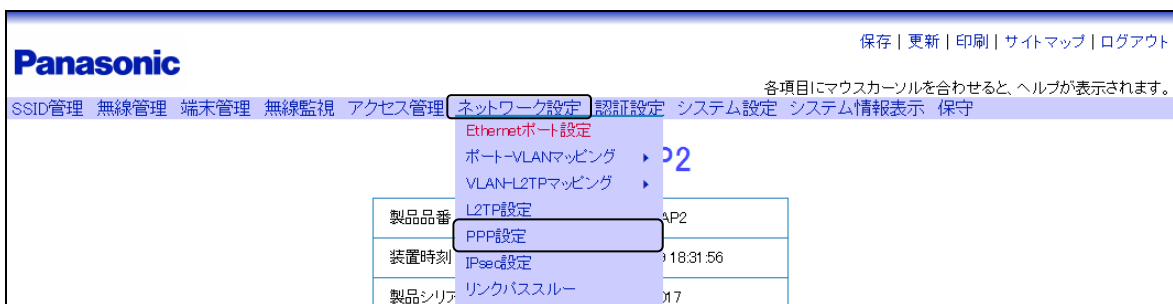 保存 | 更新 | 印刷 | サイトマップ | ログアウト
Panasonic
各項目にマウスカーソルを合わせると、ヘルプが表示されます。
SSID管理 無線管理 端末管理 無線監視 アクセス管理 ネットワーク設定 認証設定 システム設定 システム情報表示 保守
Ethernetポート設定
ポート-VLANマッピング
P2
VLAN-L2TPマッピング
L2TP設定
製品品番
AP2
PPP設定
装置時刻
18:31:56
IPsec設定
リンクパススルー
製品シリア
017